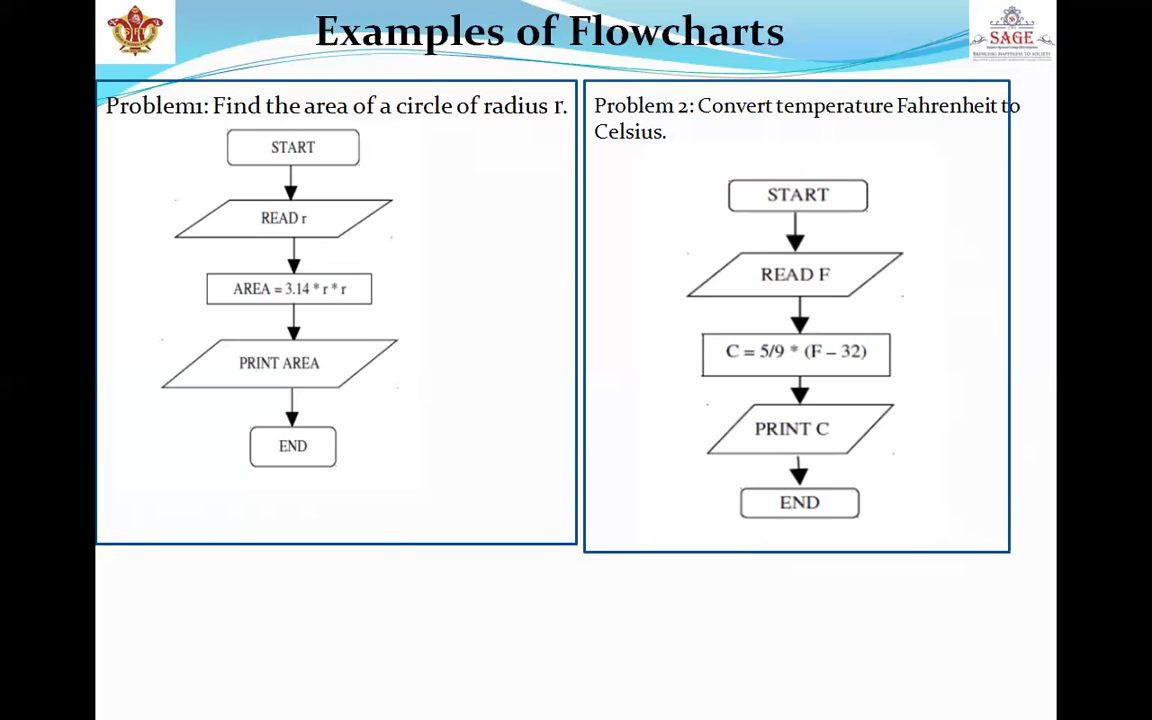 Examples of Flowcharts
SAGE
Problem1: Find the area of a circle of radius r.
START
READ r
AREA = 3.14 * r * r
PRINT AREA
END
Problem 2: Convert temperature Fahrenheit to
Celsius.
START
READ F
C = 5/9 * (F – 32)
PRINT C
END